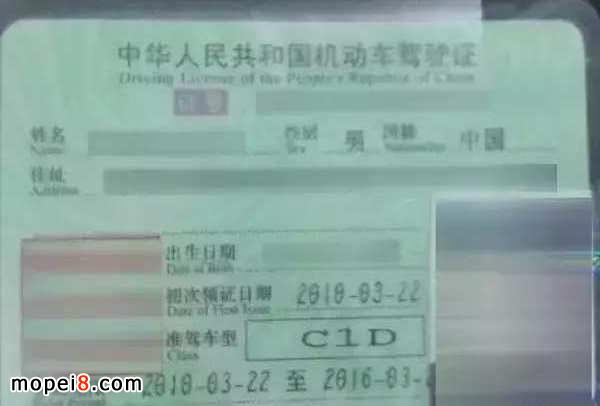 中华人民共和国机动车驾驶证
Driving License of the People's Republic of China
证号
姓名 性别 男 国籍 中国
Name Sex Nationality
住址
Address
出生日期
Date of Birth
初次领证日期 2010-03-22
Date of First Issue
准驾车型 C1D
Class
2010-03-22 至 2016-03-
mopei8.com